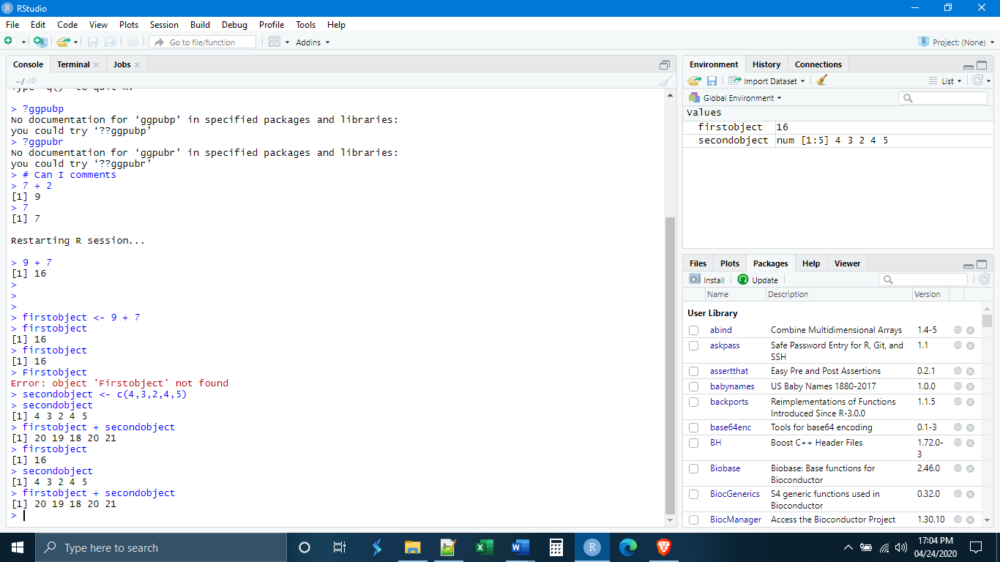 RStudio
File Edit Code View Plots Session Build Debug Profile Tools Help
Go to file/function Addins Project: (None)
Console Terminal Jobs
~/
Type 'q()' to quit R.
> ?ggpubp
No documentation for ‘ggpubp’ in specified packages and libraries:
you could try ‘??ggpubp’
> ?ggpubr
No documentation for ‘ggpubr’ in specified packages and libraries:
you could try ‘??ggpubr’
> # Can I comments
> 7 + 2
[1] 9
> 7
[1] 7
Restarting R session...
> 9 + 7
[1] 16
>
>
>
> firstobject <- 9 + 7
> firstobject
[1] 16
> firstobject
[1] 16
> Firstobject
Error: object 'Firstobject' not found
> secondobject <- c(4,3,2,4,5)
> secondobject
[1] 4 3 2 4 5
> firstobject + secondobject
[1] 20 19 18 20 21
> firstobject
[1] 16
> secondobject
[1] 4 3 2 4 5
> firstobject + secondobject
[1] 20 19 18 20 21
>
Environment History Connections
Import Dataset List
Global Environment
Values
firstobject 16
secondobject num [1:5] 4 3 2 4 5
Files Plots Packages Help Viewer
Install Update
Name Description Version
User Library
abind Combine Multidimensional Arrays 1.4-5
askpass Safe Password Entry for R, Git, and 1.1
SSH
assertthat Easy Pre and Post Assertions 0.2.1
babynames US Baby Names 1880-2017 1.0.0
backports Reimplementations of Functions 1.1.5
Introduced Since R-3.0.0
base64enc Tools for base64 encoding 0.1-3
BH Boost C++ Header Files 1.72.0-
3
Biobase Biobase: Base functions for 2.46.0
Bioconductor
BiocGenerics S4 generic functions used in 0.32.0
Bioconductor
BiocManager Access the Bioconductor Project 1.30.10
Type here to search
17:04 PM
04/24/2020